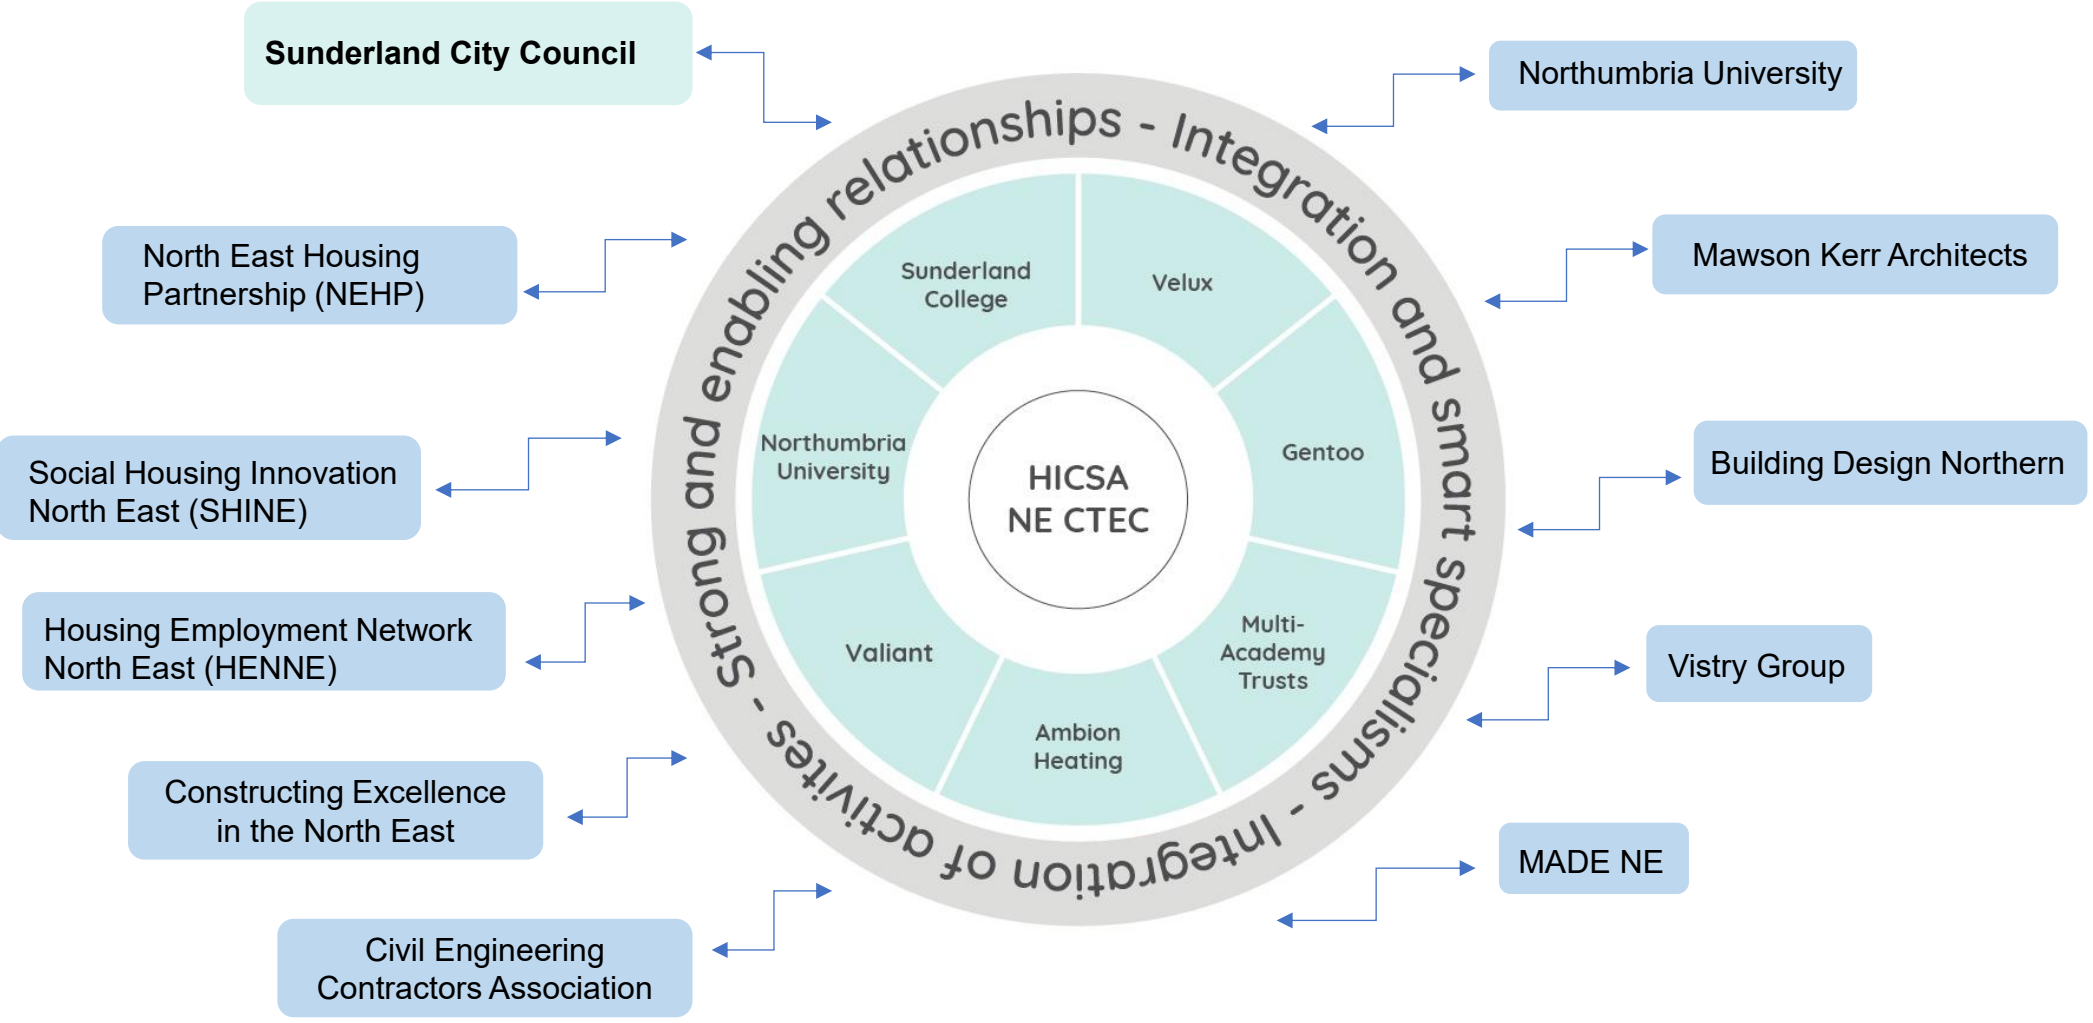 Sunderland City Council
North East Housing
Partnership (NEHP)
Social Housing Innovation
North East (SHINE)
Housing Employment Network
North East (HENNE)
Constructing Excellence
in the North East
Civil Engineering
Contractors Association
Strong and enabling relationships - Integration and smart specialisms - Integration of activites -
Sunderland
College
Velux
Northumbria
University
Gentoo
HICSA
NE CTEC
Valiant
Multi-
Academy
Trusts
Ambion
Heating
Northumbria University
Mawson Kerr Architects
Building Design Northern
Vistry Group
MADE NE